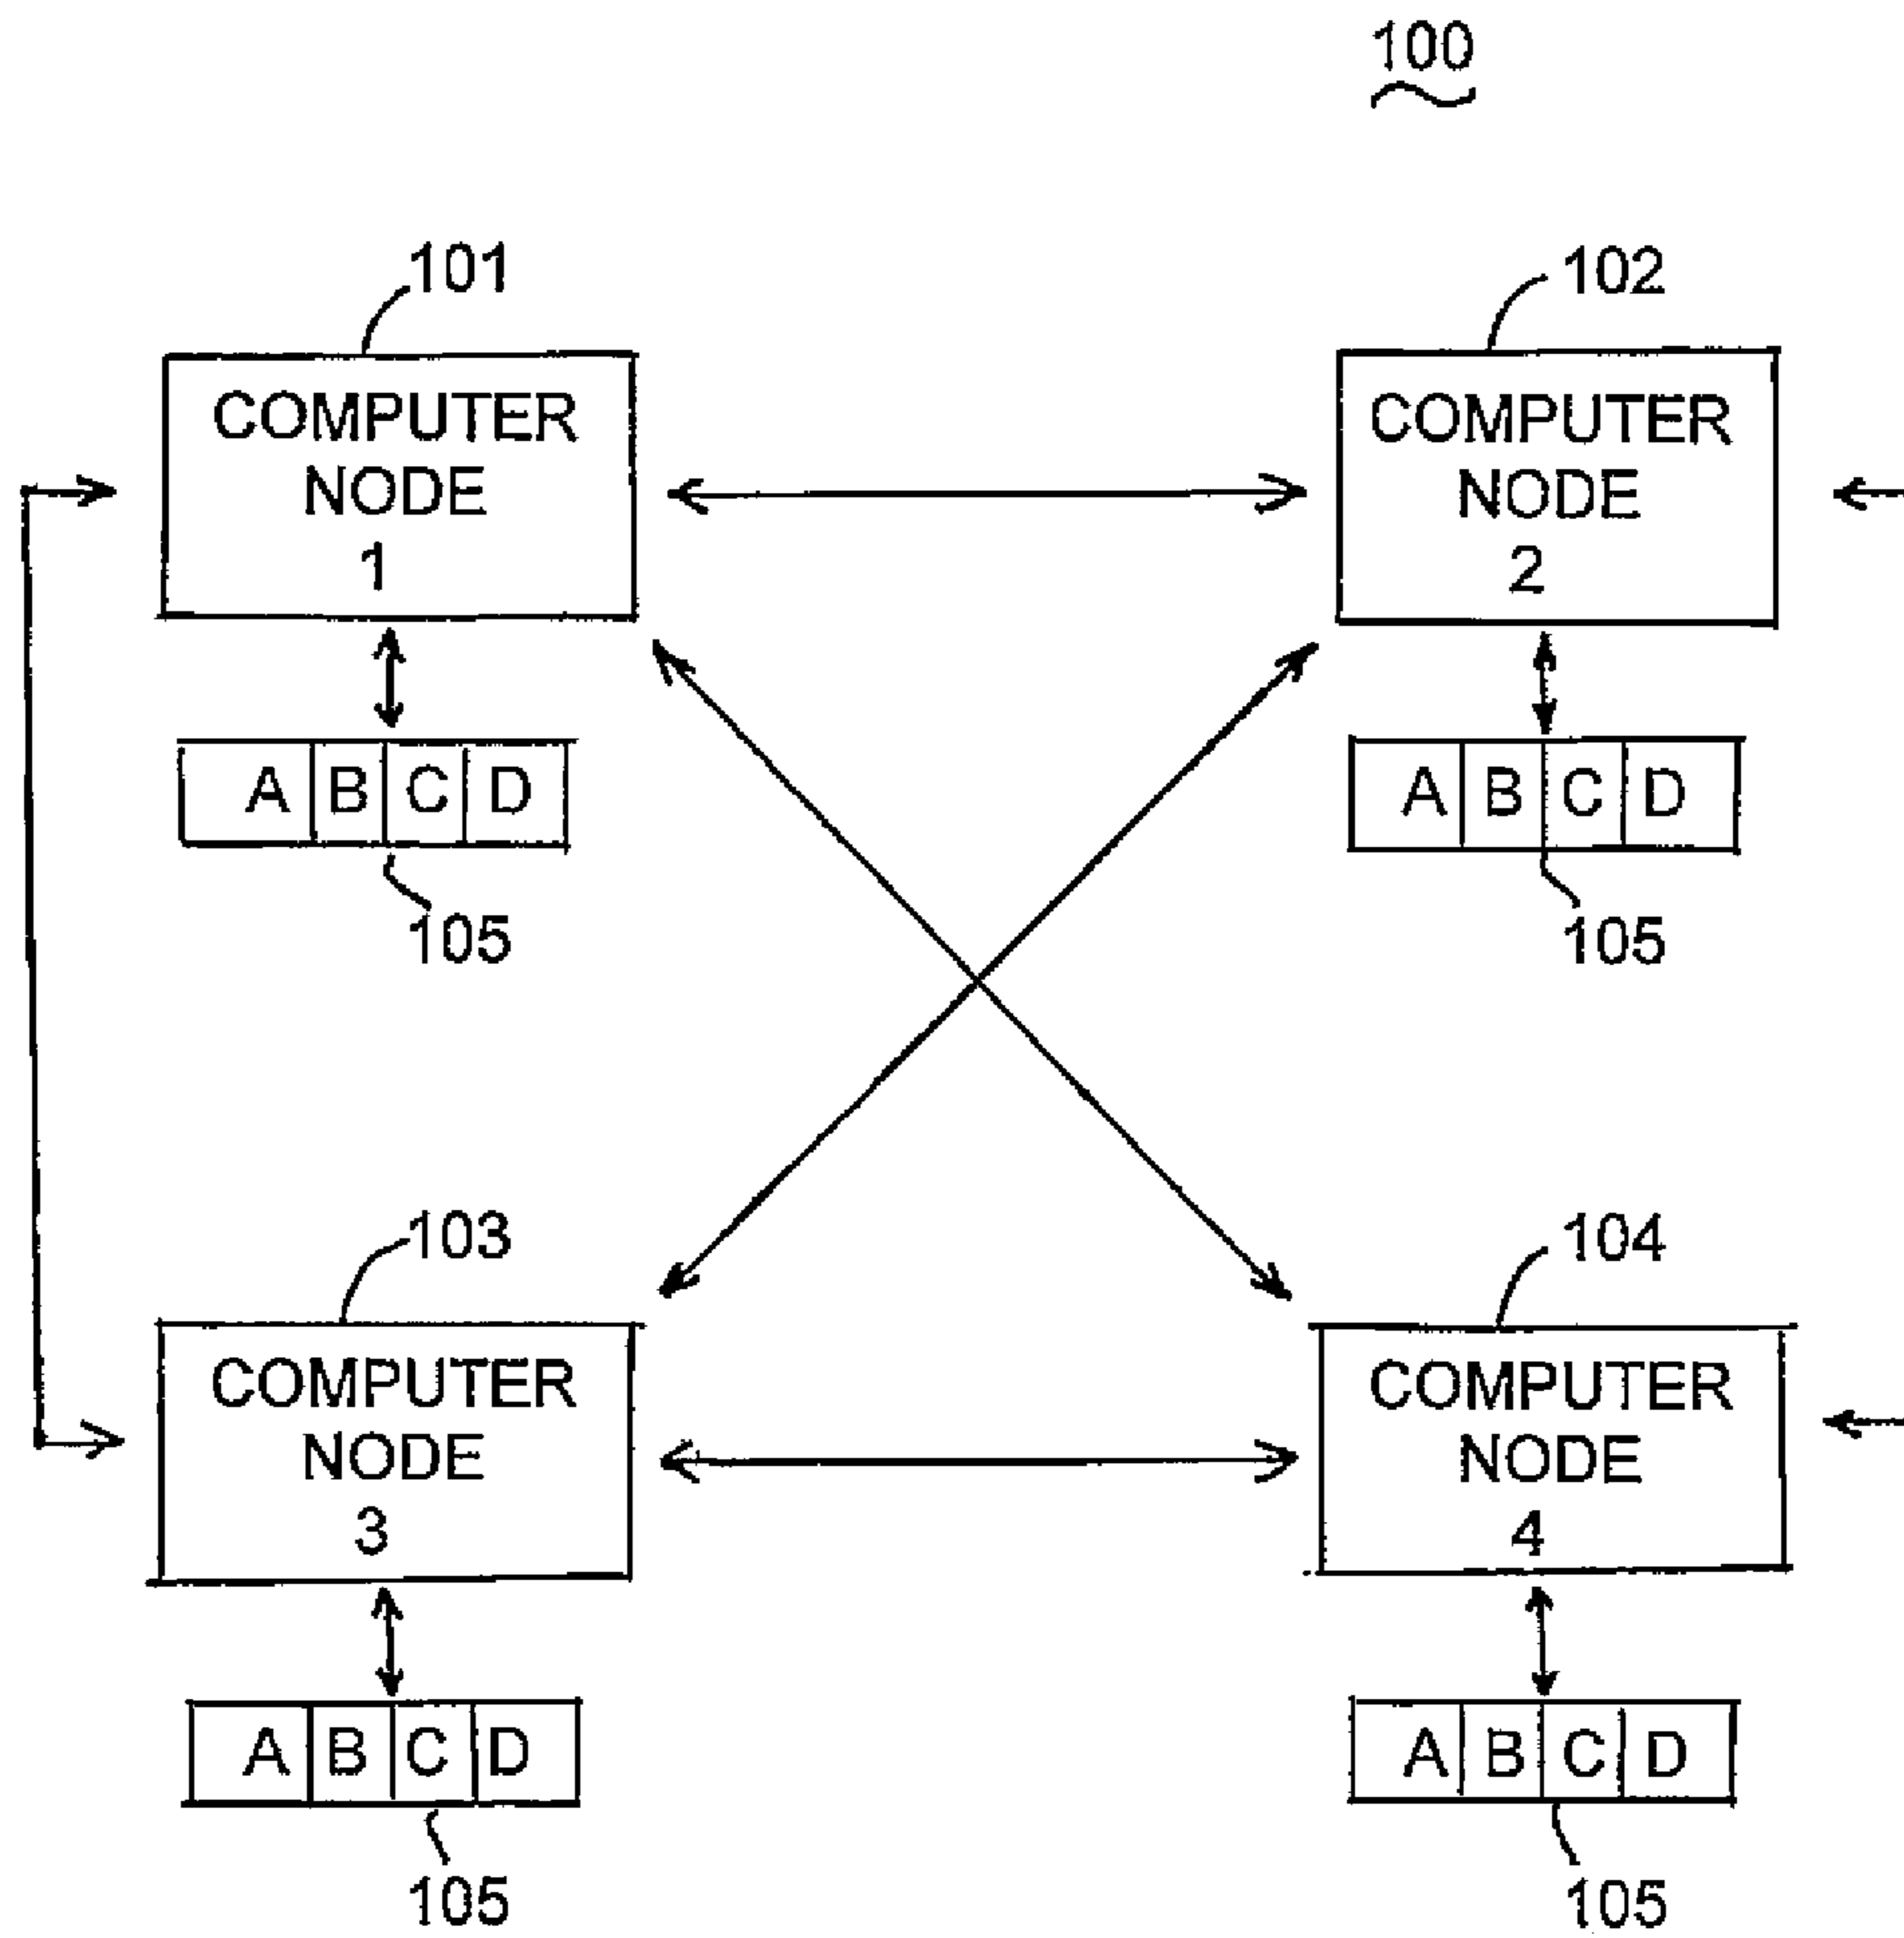 100
101
102
COMPUTER
NODE
1
COMPUTER
NODE
2
A B C D
A B C D
105
105
103
104
COMPUTER
NODE
3
COMPUTER
NODE
4
A B C D
A B C D
105
105